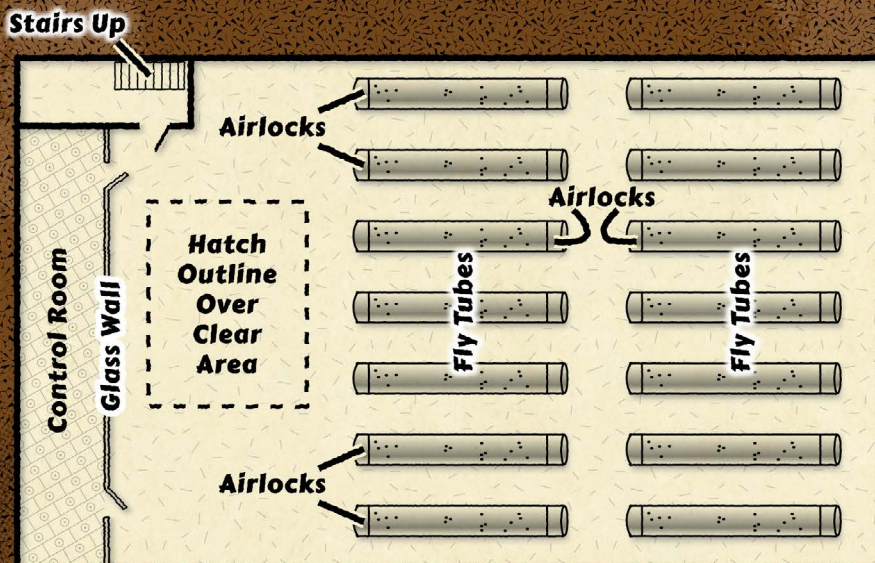 Stairs Up
Airlocks
Airlocks
Hatch
Outline
Over
Clear
Area
Control Room
Glass Wall
Fly Tubes
Fly Tubes
Airlocks